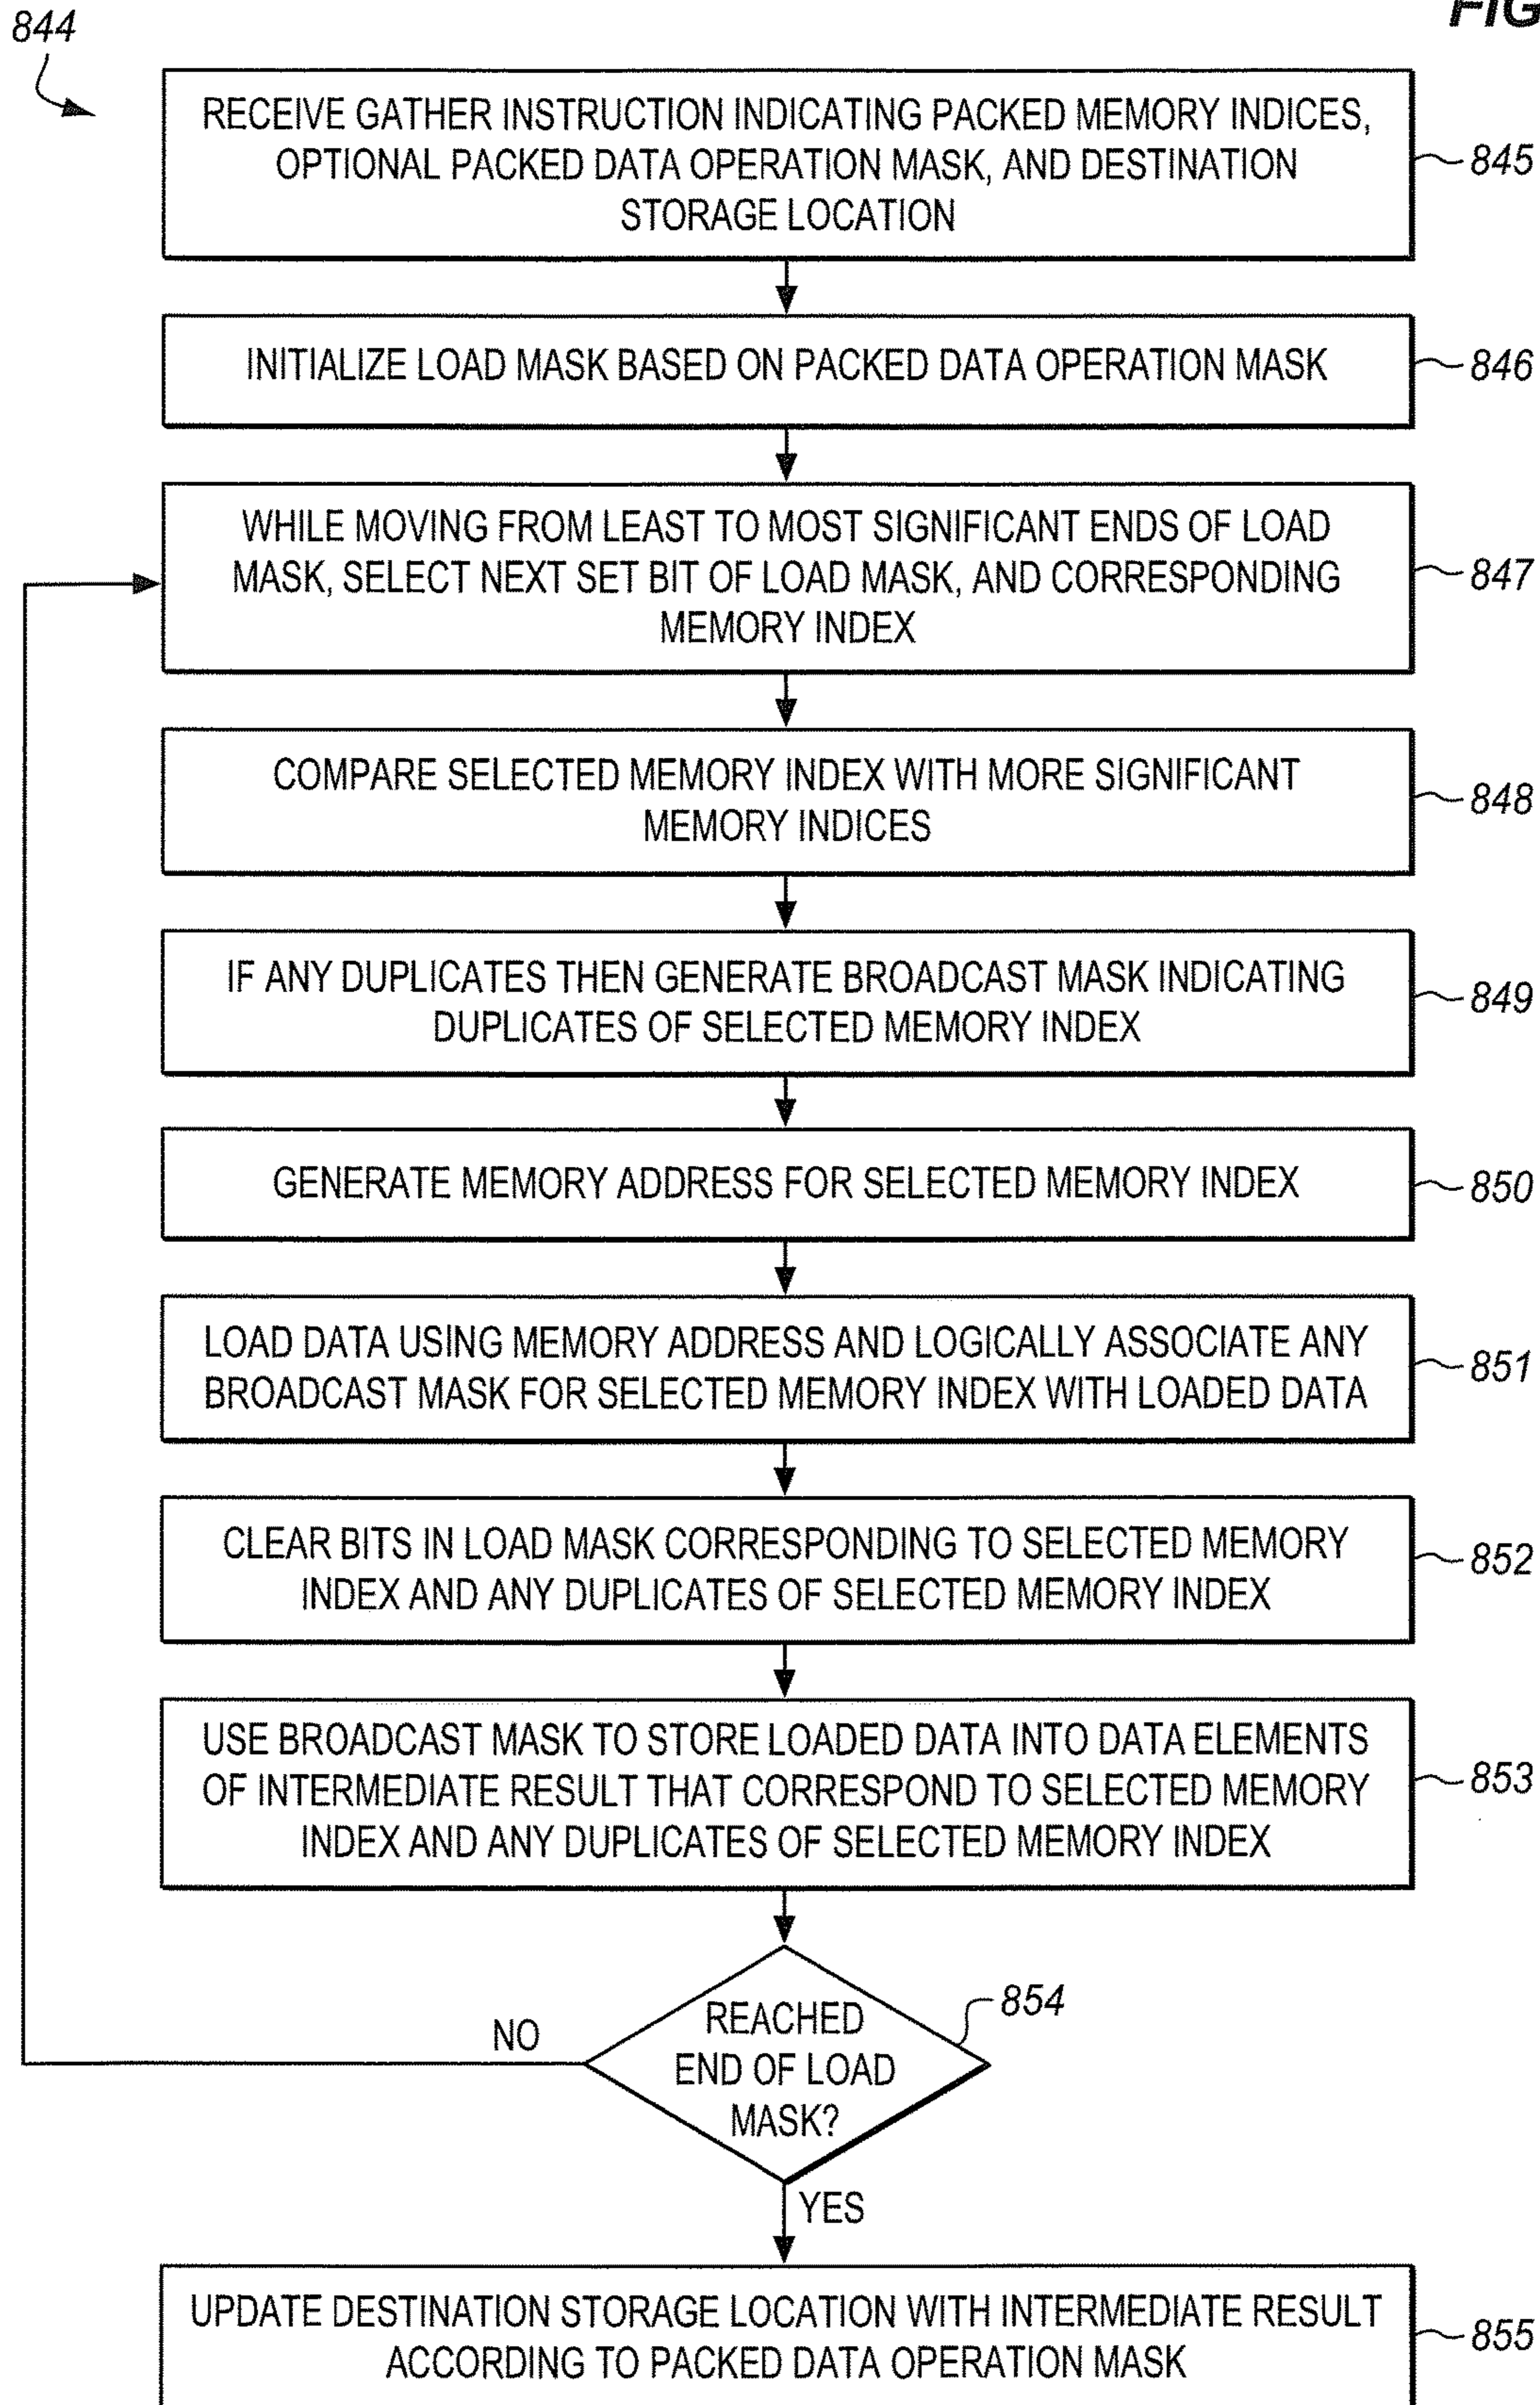 FIG
844
RECEIVE GATHER INSTRUCTION INDICATING PACKED MEMORY INDICES,
OPTIONAL PACKED DATA OPERATION MASK, AND DESTINATION
STORAGE LOCATION
845
INITIALIZE LOAD MASK BASED ON PACKED DATA OPERATION MASK
846
WHILE MOVING FROM LEAST TO MOST SIGNIFICANT ENDS OF LOAD
MASK, SELECT NEXT SET BIT OF LOAD MASK, AND CORRESPONDING
MEMORY INDEX
847
COMPARE SELECTED MEMORY INDEX WITH MORE SIGNIFICANT
MEMORY INDICES
848
IF ANY DUPLICATES THEN GENERATE BROADCAST MASK INDICATING
DUPLICATES OF SELECTED MEMORY INDEX
849
GENERATE MEMORY ADDRESS FOR SELECTED MEMORY INDEX
850
LOAD DATA USING MEMORY ADDRESS AND LOGICALLY ASSOCIATE ANY
BROADCAST MASK FOR SELECTED MEMORY INDEX WITH LOADED DATA
851
CLEAR BITS IN LOAD MASK CORRESPONDING TO SELECTED MEMORY
INDEX AND ANY DUPLICATES OF SELECTED MEMORY INDEX
852
USE BROADCAST MASK TO STORE LOADED DATA INTO DATA ELEMENTS
OF INTERMEDIATE RESULT THAT CORRESPOND TO SELECTED MEMORY
INDEX AND ANY DUPLICATES OF SELECTED MEMORY INDEX
853
REACHED
END OF LOAD
MASK?
854
NO
YES
UPDATE DESTINATION STORAGE LOCATION WITH INTERMEDIATE RESULT
ACCORDING TO PACKED DATA OPERATION MASK
855